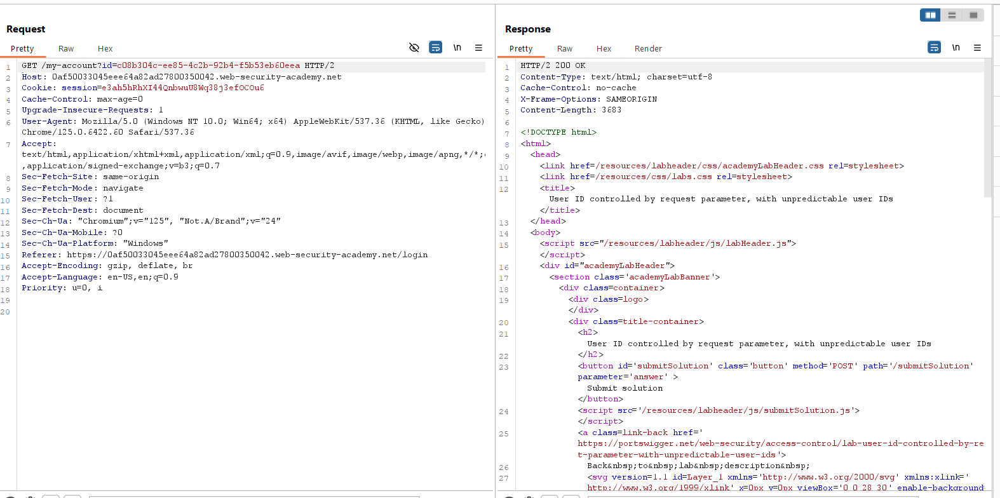 Request
Pretty Raw Hex
\n
1 GET /my-account?id=c08b304c-ee85-4c2b-92b4-f5b53eb60eea HTTP/2
2 Host: 0af50033045eee64a82ad27800350042.web-security-academy.net
3 Cookie: session=e3ah5hRhXI44QnbwuU8Wq38j3efOCOu6
4 Cache-Control: max-age=0
5 Upgrade-Insecure-Requests: 1
6 User-Agent: Mozilla/5.0 (Windows NT 10.0; Win64; x64) AppleWebKit/537.36 (KHTML, like Gecko)
Chrome/125.0.6422.60 Safari/537.36
7 Accept:
text/html,application/xhtml+xml,application/xml;q=0.9,image/avif,image/webp,image/apng,*/*;
,application/signed-exchange;v=b3;q=0.7
8 Sec-Fetch-Site: same-origin
9 Sec-Fetch-Mode: navigate
10 Sec-Fetch-User: ?1
11 Sec-Fetch-Dest: document
12 Sec-Ch-Ua: "Chromium";v="125", "Not.A/Brand";v="24"
13 Sec-Ch-Ua-Mobile: ?0
14 Sec-Ch-Ua-Platform: "Windows"
15 Referer: https://0af50033045eee64a82ad27800350042.web-security-academy.net/login
16 Accept-Encoding: gzip, deflate, br
17 Accept-Language: en-US,en;q=0.9
18 Priority: u=0, i
19
20
Response
Pretty Raw Hex Render
\n
1 HTTP/2 200 OK
2 Content-Type: text/html; charset=utf-8
3 Cache-Control: no-cache
4 X-Frame-Options: SAMEORIGIN
5 Content-Length: 3683
6
7 <!DOCTYPE html>
8 <html>
9 <head>
10 <link href=/resources/labheader/css/academyLabHeader.css rel=stylesheet>
11 <link href=/resources/css/labs.css rel=stylesheet>
12 <title>
User ID controlled by request parameter, with unpredictable user IDs
</title>
13 </head>
14 <body>
15 <script src="/resources/labheader/js/labHeader.js">
</script>
16 <div id="academyLabHeader">
17 <section class='academyLabBanner'>
18 <div class=container>
19 <div class=logo>
</div>
20 <div class=title-container>
21 <h2>
User ID controlled by request parameter, with unpredictable user IDs
22 </h2>
23 <button id='submitSolution' class='button' method='POST' path='/submitSolution'
parameter='answer' >
Submit solution
</button>
24 <script src='/resources/labheader/js/submitSolution.js'>
</script>
25 <a class=link-back href='
https://portswigger.net/web-security/access-control/lab-user-id-controlled-by-re
t-parameter-with-unpredictable-user-ids'>
26 Back&nbsp;to&nbsp;lab&nbsp;description&nbsp;
27 <svg version=1.1 id=Layer_1 xmlns='http://www.w3.org/2000/svg' xmlns:xlink='
http://www.w3.org/1999/xlink' x=0px y=0px viewBox='0 0 28 30' enable-background